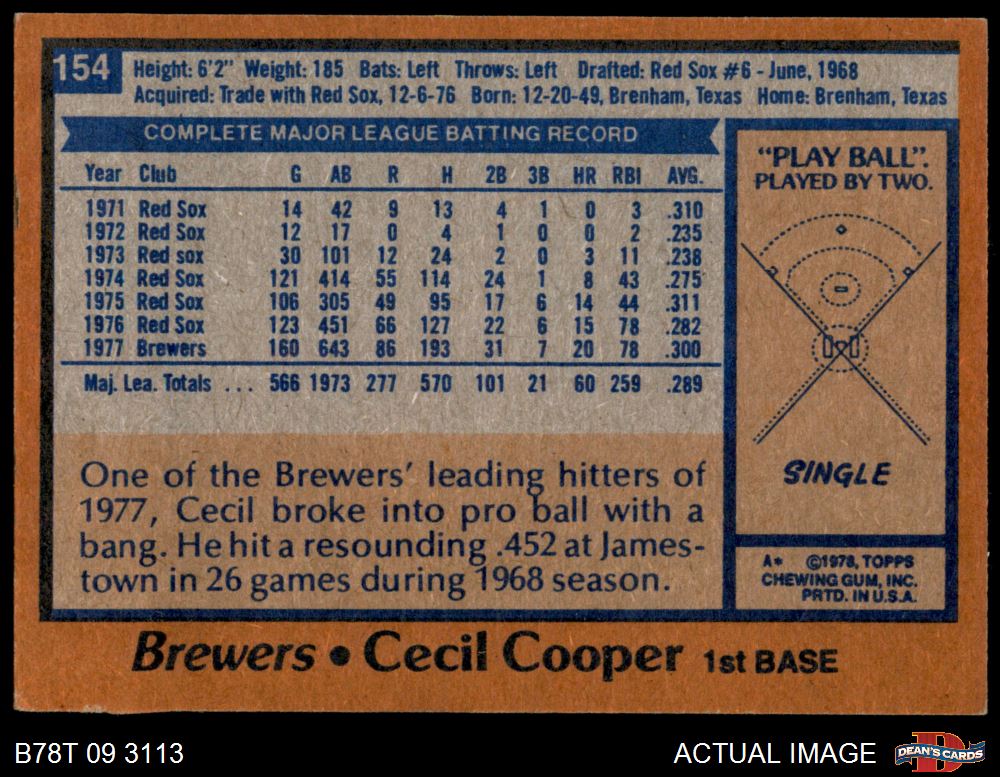 154
Height: 6'2" Weight: 185 Bats: Left Throws: Left Drafted: Red Sox #6 - June, 1968
Acquired: Trade with Red Sox, 12-6-76 Born: 12-20-49, Brenham, Texas Home: Brenham, Texas
COMPLETE MAJOR LEAGUE BATTING RECORD
Year Club G AB R H 2B 3B HR RBI AVG.
1971 Red Sox 14 42 9 13 4 1 0 3 .310
1972 Red Sox 12 17 0 4 1 0 0 2 .235
1973 Red sox 30 101 12 24 2 0 3 11 .238
1974 Red Sox 121 414 55 114 24 1 8 43 .275
1975 Red Sox 106 305 49 95 17 6 14 44 .311
1976 Red Sox 123 451 66 127 22 6 15 78 .282
1977 Brewers 160 643 86 193 31 7 20 78 .300
Maj. Lea. Totals ... 566 1973 277 570 101 21 60 259 .289
One of the Brewers' leading hitters of
1977, Cecil broke into pro ball with a
bang. He hit a resounding .452 at James-
town in 26 games during 1968 season.
"PLAY BALL".
PLAYED BY TWO.
SINGLE
A* ©1978, TOPPS
CHEWING GUM, INC.
PRTD. IN U.S.A.
Brewers • Cecil Cooper 1st BASE
B78T 09 3113
ACTUAL IMAGE
D
DEAN'S CARDS